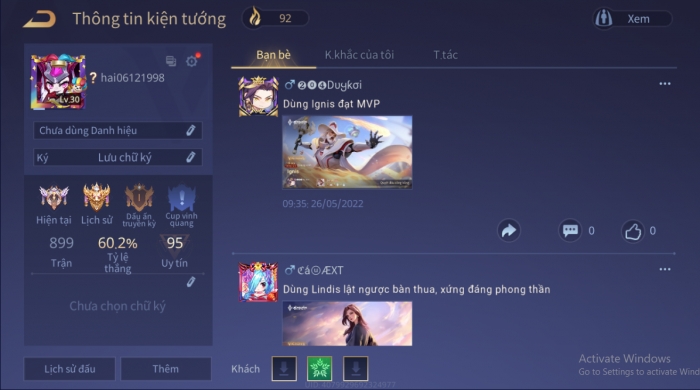 Thông tin kiện tướng
92
Xem
Bạn bè
K.khắc của tôi
T.tác
Lv.30
? hai06121998
Chưa dùng Danh hiệu
Ký
Lưu chữ ký
Hiện tại
Lịch sử
Dấu ấn truyền kỳ
Cup vinh quang
899
60.2%
95
Trận
Tỷ lệ thắng
Uy tín
Chưa chọn chữ ký
Lịch sử đấu
Thêm
♂ ❷⓿❹Duykơi
Dùng Ignis đạt MVP
09:35: 26/05/2022
0
0
♂ ₡áⓤÆXT
Dùng Lindis lật ngược bàn thua, xứng đáng phong thần
Khách
Activate Windows
Go to Settings to activate Wind